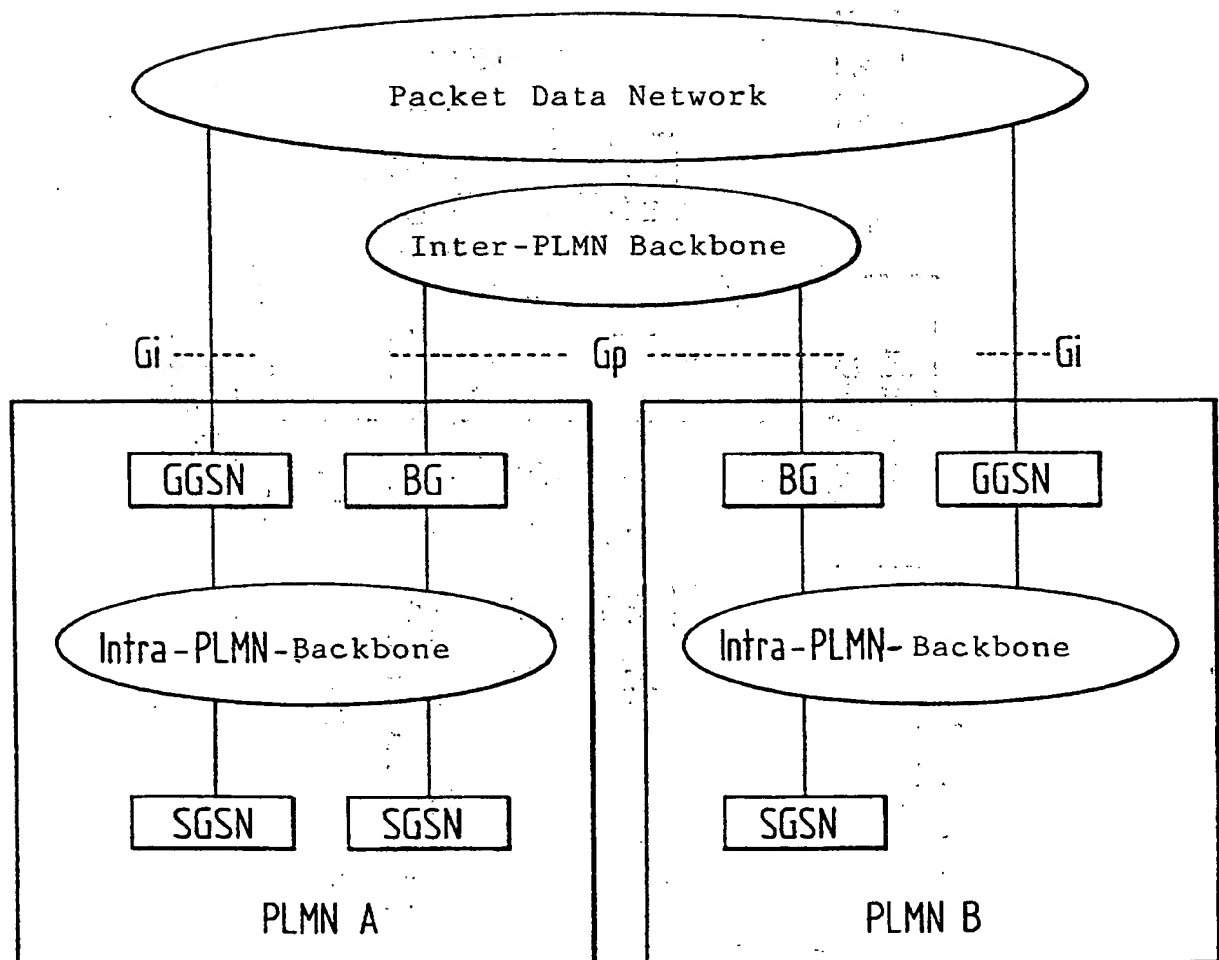 Packet Data Network
Inter-PLMN Backbone
Gi Gp Gi
GGSN BG BG GGSN
Intra-PLMN-Backbone Intra-PLMN- Backbone
SGSN SGSN SGSN
PLMN A PLMN B